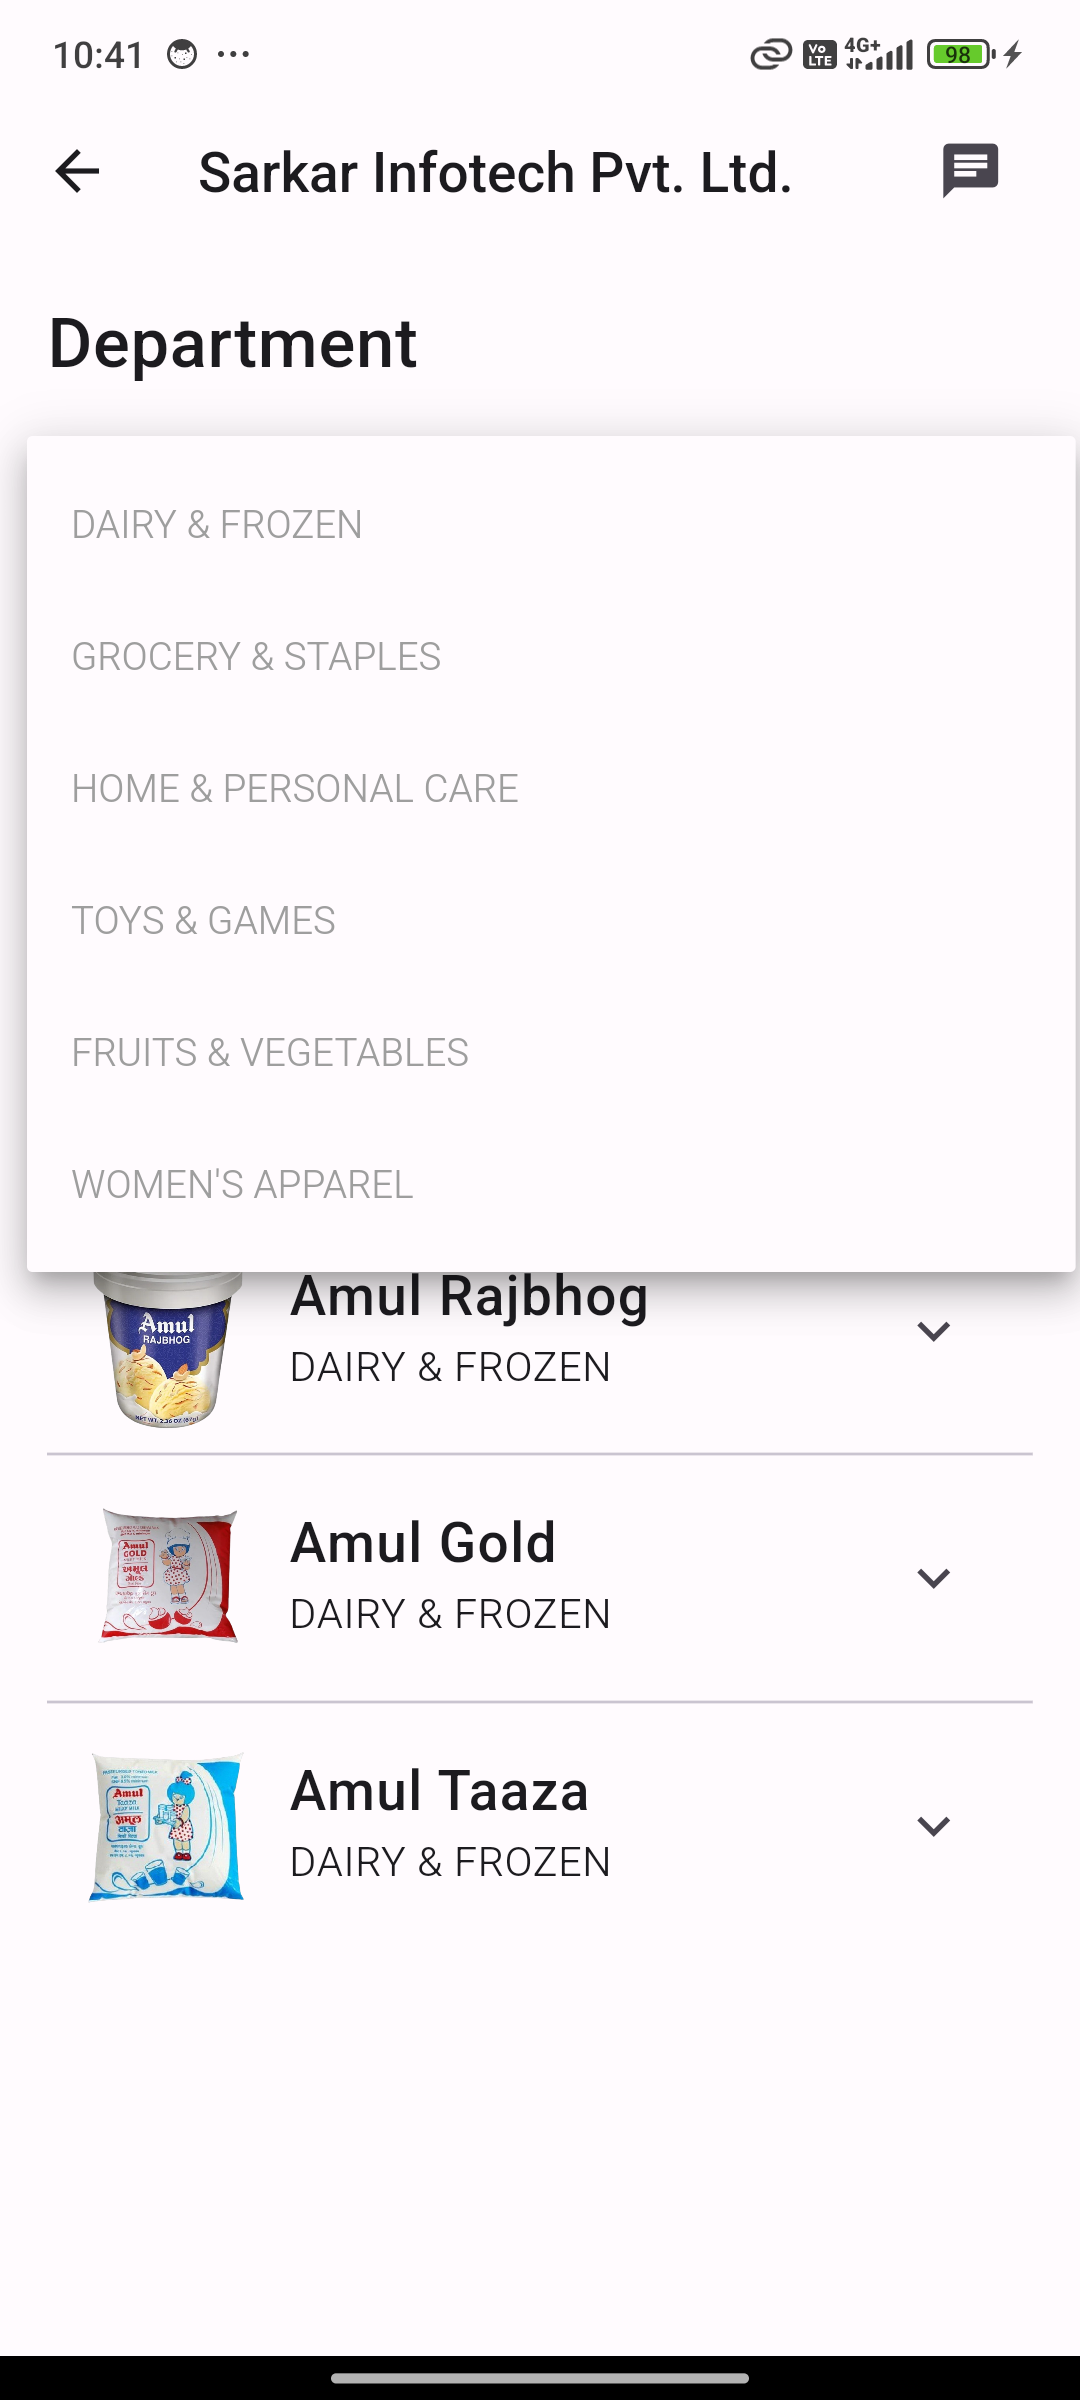 10:41
Vo LTE 4G+ 98
Sarkar Infotech Pvt. Ltd.
Department
DAIRY & FROZEN
GROCERY & STAPLES
HOME & PERSONAL CARE
TOYS & GAMES
FRUITS & VEGETABLES
WOMEN'S APPAREL
Amul
RAJBHOG
Amul Rajbhog
DAIRY & FROZEN
Amul
GOLD
Amul Gold
DAIRY & FROZEN
Amul
Taaza
Amul Taaza
DAIRY & FROZEN